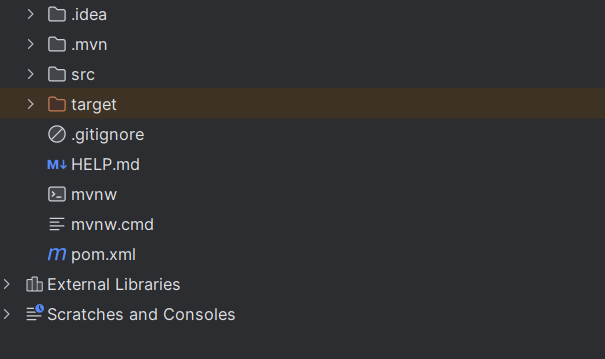 .idea
.mvn
src
target
.gitignore
M↓ HELP.md
mvnw
mvnw.cmd
m pom.xml
External Libraries
Scratches and Consoles